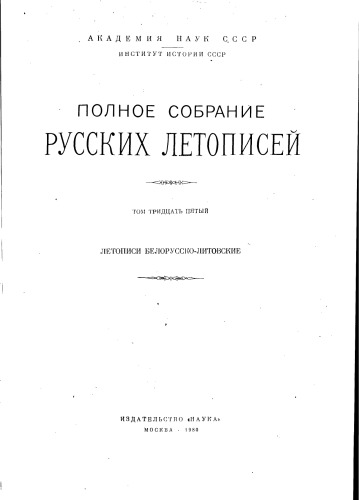 АКАДЕМИЯ НАУК СССР
ИНСТИТУТ ИСТОРИИ СССР
ПОЛНОЕ СОБРАНИЕ
РУССКИХ ЛЕТОПИСЕЙ
ТОМ ТРИДЦАТЬ ПЯТЫЙ
ЛЕТОПИСИ БЕЛОРУССКО-ЛИТОВСКИЕ
ИЗДАТЕЛЬСТВО «НАУКА»
МОСКВА · 1980